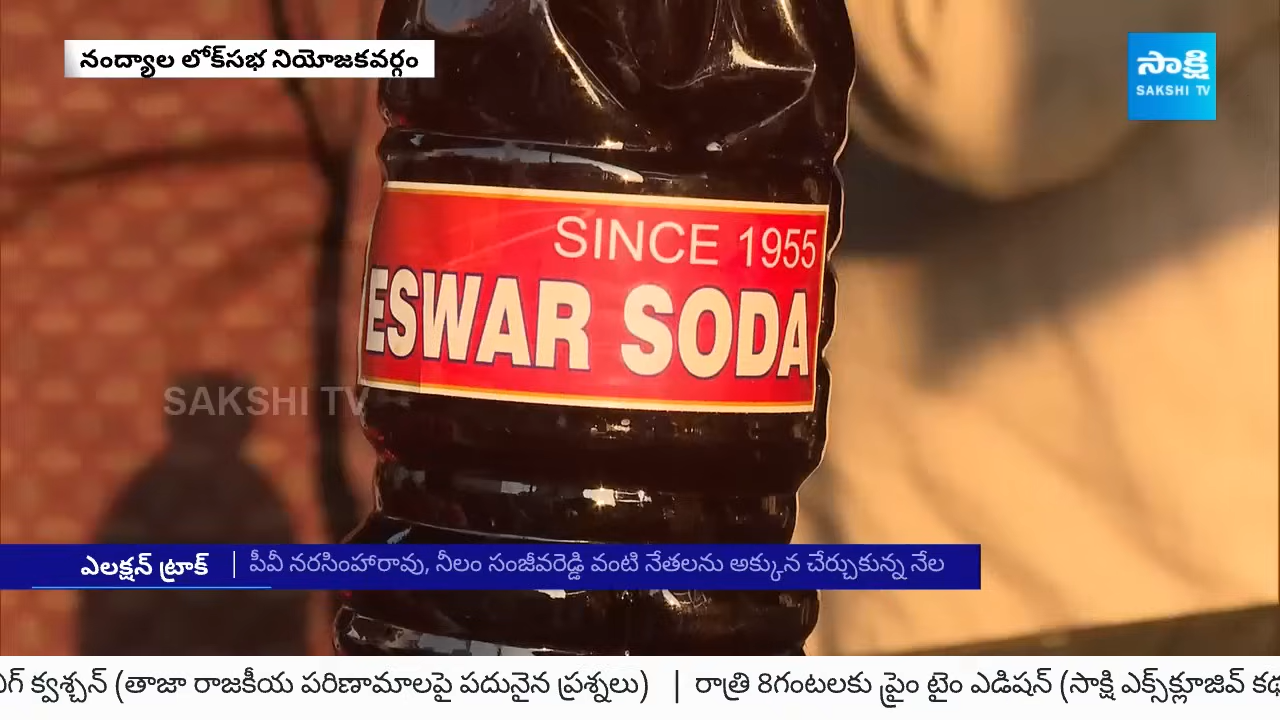 నంద్యాల లోక్‌సభ నియోజకవర్గం
సాక్షి
SAKSHI TV
SINCE 1955
ESWAR SODA
SAKSHI TV
ఎలక్షన్ ట్రాక్ | పీవీ నరసింహారావు, నీలం సంజీవరెడ్డి వంటి నేతలను అక్కున చేర్చుకున్న నేల
క్వశ్చన్ (తాజా రాజకీయ పరిణామాలపై పదునైన ప్రశ్నలు) | రాత్రి 8గంటలకు ప్రైం టైం ఎడిషన్ (సాక్షి ఎక్స్‌క్లూజివ్